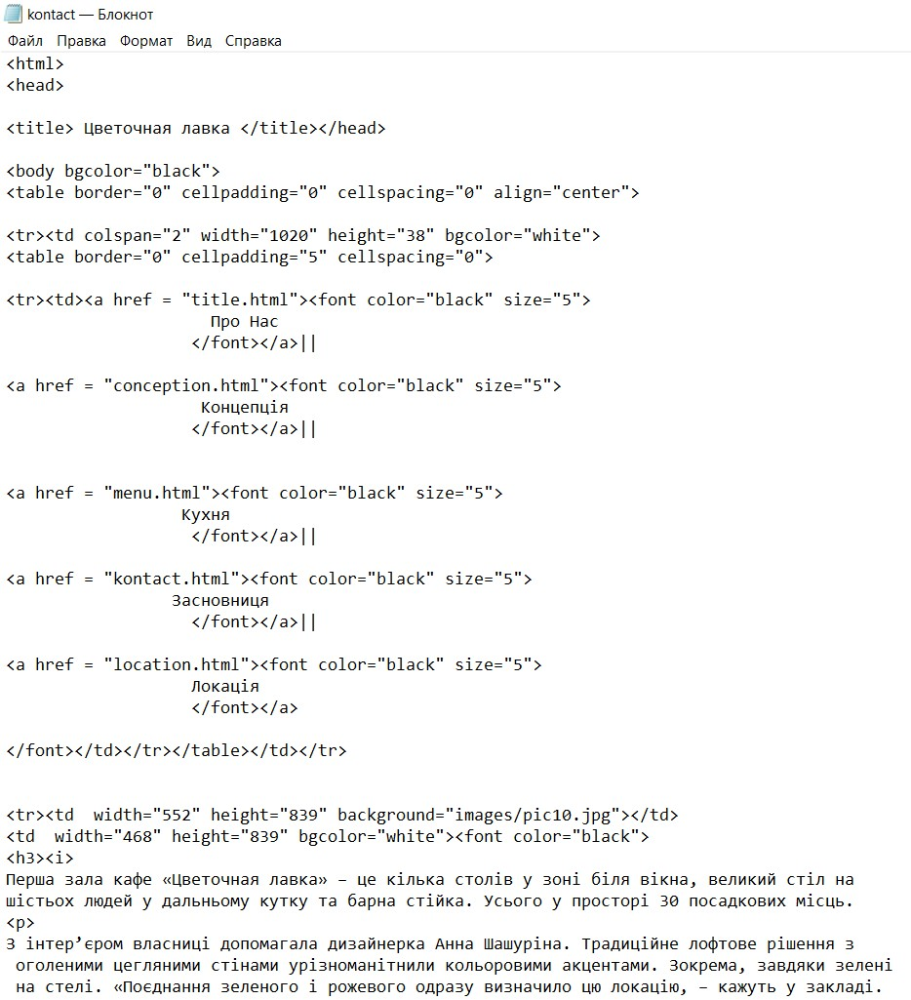 kontact — Блокнот
Файл Правка Формат Вид Справка
<html>
<head>
<title> Цветочная лавка </title></head>
<body bgcolor="black">
<table border="0" cellpadding="0" cellspacing="0" align="center">
<tr><td colspan="2" width="1020" height="38" bgcolor="white">
<table border="0" cellpadding="5" cellspacing="0">
<tr><td><a href = "title.html"><font color="black" size="5">
Про Нас
</font></a>||
<a href = "conception.html"><font color="black" size="5">
Концепція
</font></a>||
<a href = "menu.html"><font color="black" size="5">
Кухня
</font></a>||
<a href = "kontact.html"><font color="black" size="5">
Засновниця
</font></a>||
<a href = "location.html"><font color="black" size="5">
Локація
</font></a>
</font></td></tr></table></td></tr>
<tr><td  width="552" height="839" background="images/pic10.jpg"></td>
<td  width="468" height="839" bgcolor="white"><font color="black">
<h3><i>
Перша зала кафе «Цветочная лавка» – це кілька столів у зоні біля вікна, великий стіл на
шістьох людей у дальньому кутку та барна стійка. Усього у просторі 30 посадкових місць.
<p>
З інтер’єром власниці допомагала дизайнерка Анна Шашуріна. Традиційне лофтове рішення з
оголеними цегляними стінами урізноманітнили кольоровими акцентами. Зокрема, завдяки зелені
на стелі. «Поєднання зеленого і рожевого одразу визначило цю локацію, – кажуть у закладі.